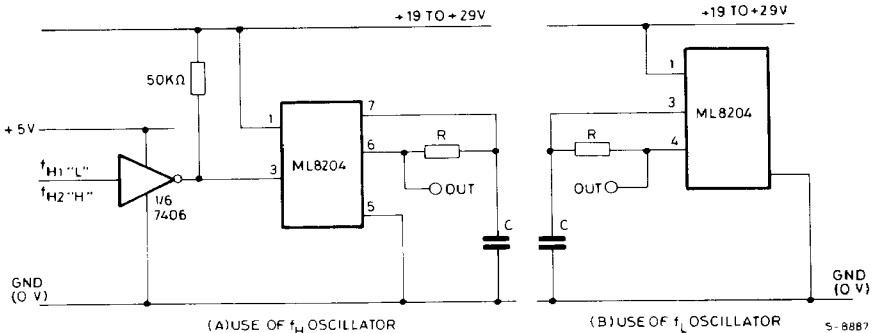 +19 TO +29V
50KΩ
+5V
fH1 "L"
fH2 "H"
1/6
7406
1
3
7
6
5
ML8204
R
OUT
C
GND
(0 V)
(A) USE OF fH OSCILLATOR
+19 TO +29V
1
3
4
ML8204
R
OUT
C
GND
(0 V)
(B) USE OF fL OSCILLATOR
S-8887